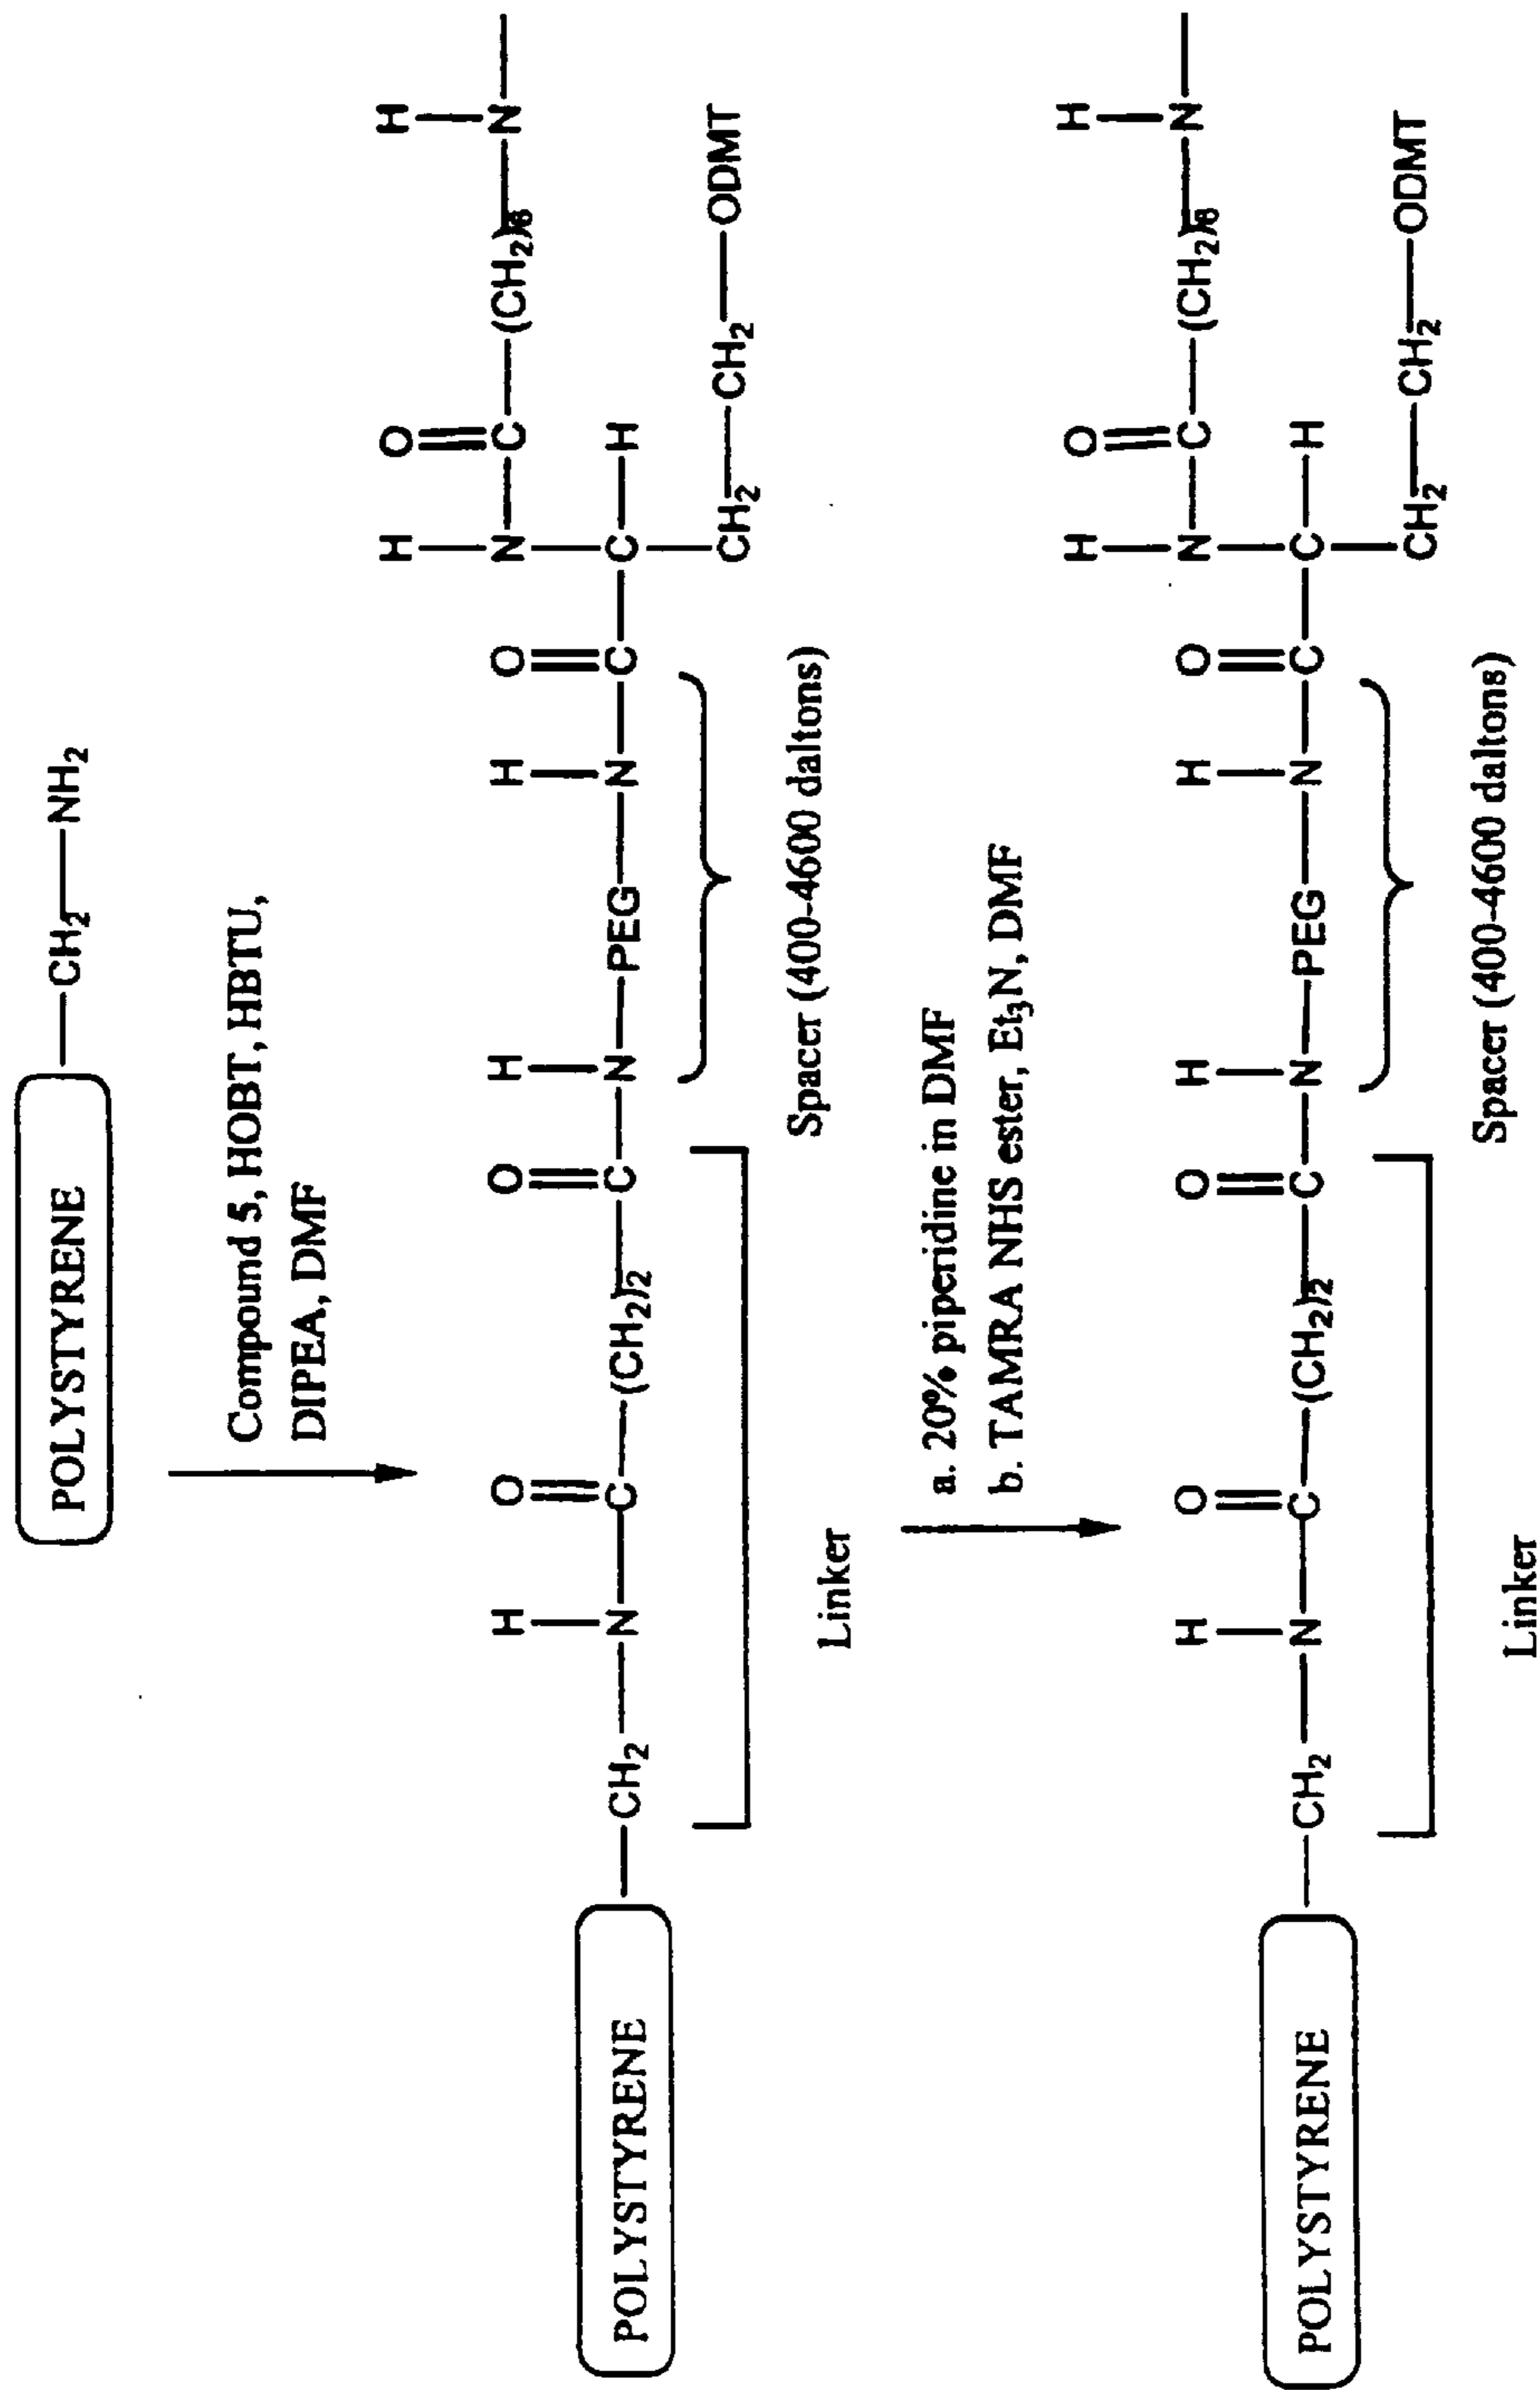 POLYSTYRENE—CH2—NH2
Compound 5, HOBT, HBTU,
DIPEA, DMF
H O H
N—C—(CH2)6—N—
H O O H H O
POLYSTYRENE—CH2—N—C—(CH2)2—C—N—PEG—N—C—C—H
CH2—CH2—ODMT
Linker
Spacer (400-4600 daltons)
a. 20% piperidine in DMF
b. TAMRA NHS ester, Et3N, DMF
H O H
N—C—(CH2)6—N—
H O O H H O
POLYSTYRENE—CH2—N—C—(CH2)2—C—N—PEG—N—C—C—H
CH2—CH2—ODMT
Linker
Spacer (400-4600 daltons)